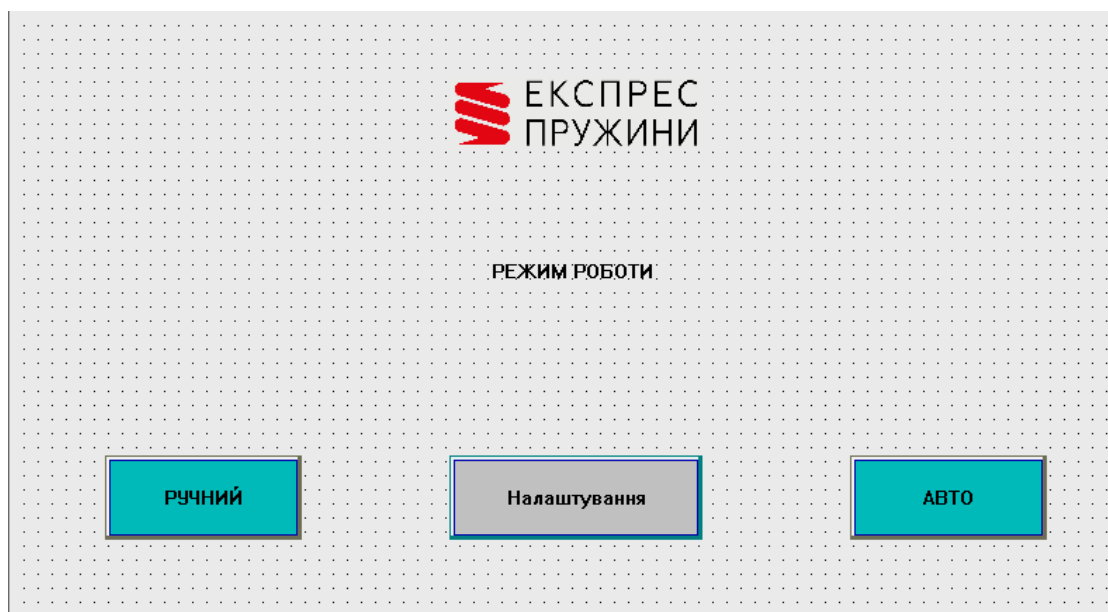 ЕКСПРЕС
ПРУЖИНИ
РЕЖИМ РОБОТИ
РУЧНИЙ
Налаштування
АВТО